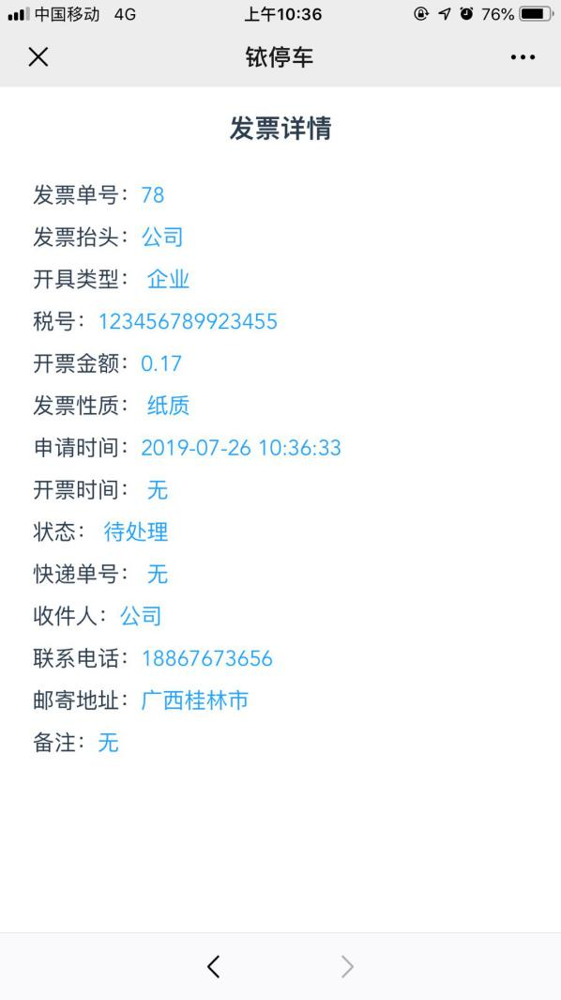 中国移动 4G 上午10:36 76%
铱停车
发票详情
发票单号：78
发票抬头：公司
开具类型： 企业
税号：123456789923455
开票金额：0.17
发票性质： 纸质
申请时间：2019-07-26 10:36:33
开票时间： 无
状态： 待处理
快递单号： 无
收件人：公司
联系电话：18867673656
邮寄地址：广西桂林市
备注：无